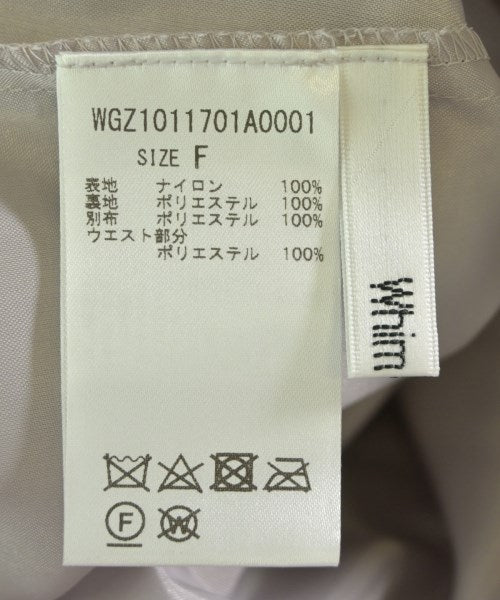 WGZ1011701A0001
SIZE F
表地 ナイロン 100%
裏地 ポリエステル 100%
別布 ポリエステル 100%
ウエスト部分
ポリエステル 100%
F
W
Whim